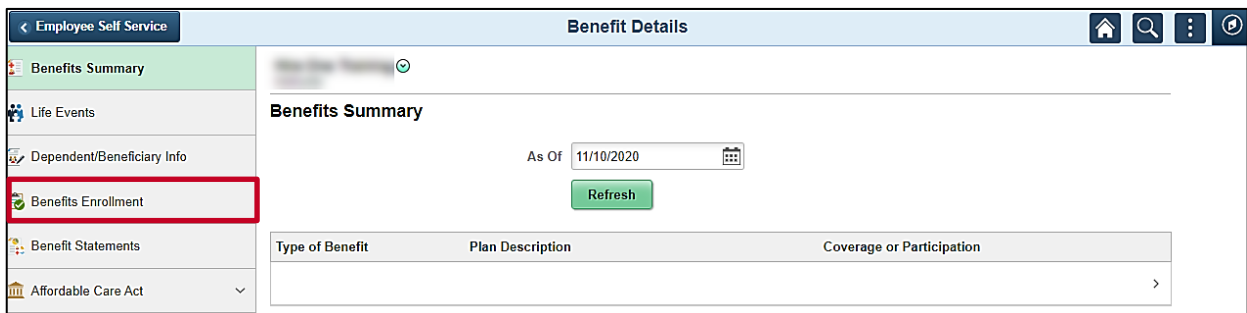 Employee Self Service
Benefit Details
Benefits Summary
Life Events
Dependent/Beneficiary Info
Benefits Enrollment
Benefit Statements
Affordable Care Act
Benefits Summary
As Of 11/10/2020
Refresh
Type of Benefit Plan Description Coverage or Participation